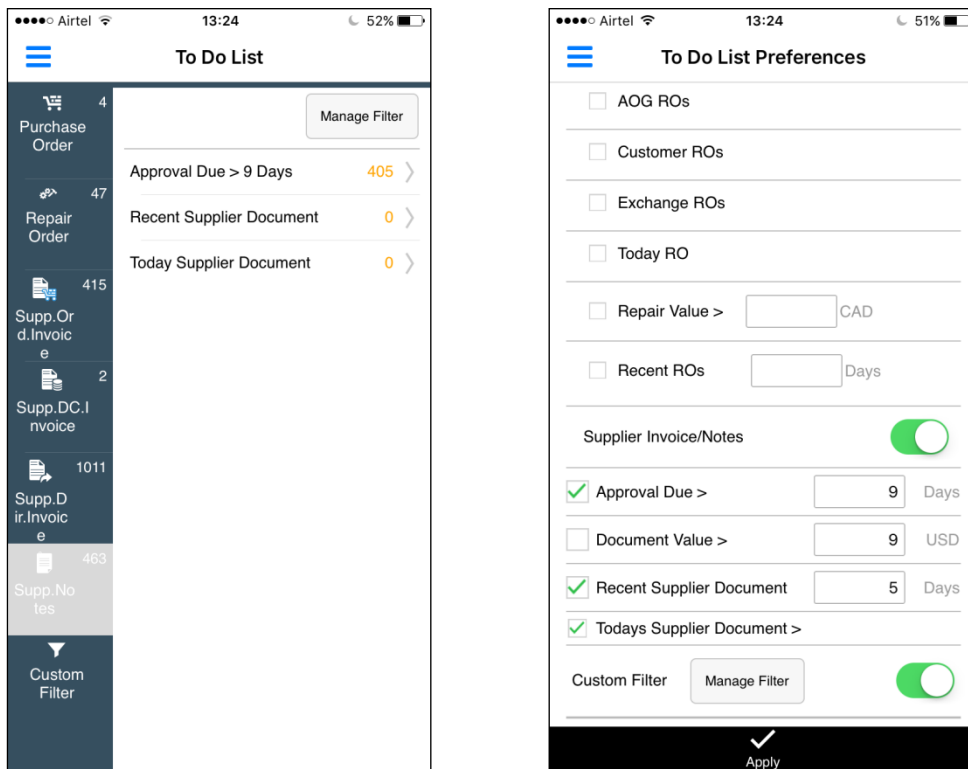 Airtel 13:24 52%
To Do List
4
Purchase
Order
47
Repair
Order
415
Supp.Or
d.Invoic
e
2
Supp.DC.I
nvoice
1011
Supp.D
ir.Invoic
e
463
Supp.No
tes
Custom
Filter
Manage Filter
Approval Due > 9 Days 405
Recent Supplier Document 0
Today Supplier Document 0
Airtel 13:24 51%
To Do List Preferences
AOG ROs
Customer ROs
Exchange ROs
Today RO
Repair Value > CAD
Recent ROs Days
Supplier Invoice/Notes
Approval Due > 9 Days
Document Value > 9 USD
Recent Supplier Document 5 Days
Todays Supplier Document >
Custom Filter Manage Filter
Apply